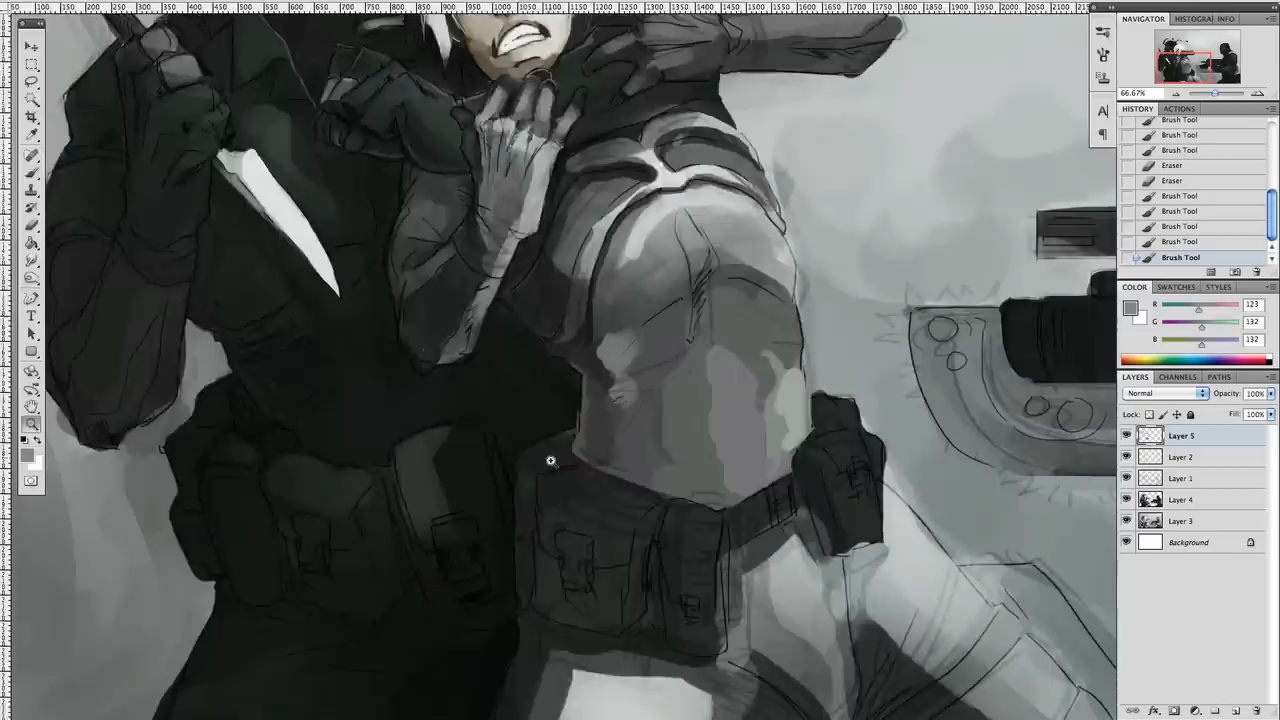 NAVIGATOR HISTOGRAM INFO
66.67%
HISTORY ACTIONS
Brush Tool
Brush Tool
Brush Tool
Eraser
Eraser
Brush Tool
Brush Tool
Brush Tool
Brush Tool
Brush Tool
COLOR SWATCHES STYLES
R 123
G 132
B 132
LAYERS CHANNELS PATHS
Normal Opacity: 100%
Lock: Fill: 100%
Layer 5
Layer 2
Layer 1
Layer 4
Layer 3
Background